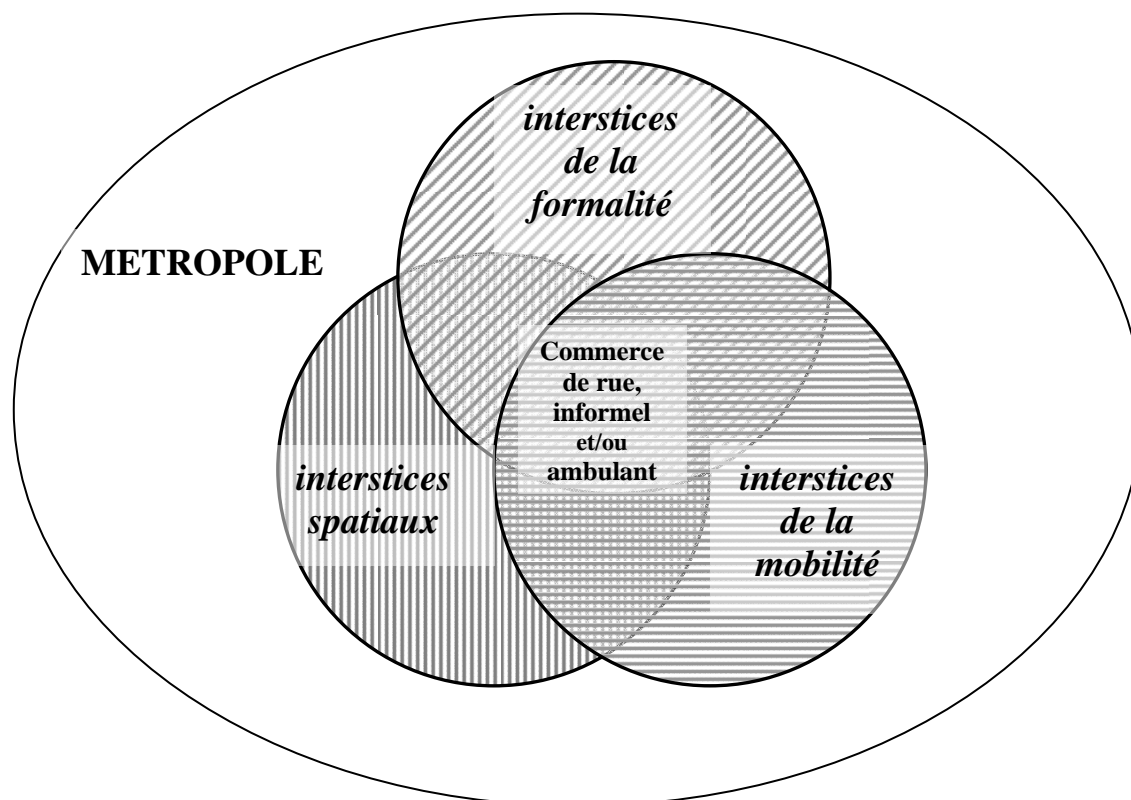 interstices
de la
formalité
METROPOLE
Commerce
de rue,
informel
et/ou
ambulant
interstices
spatiaux
interstices
de la
mobilité